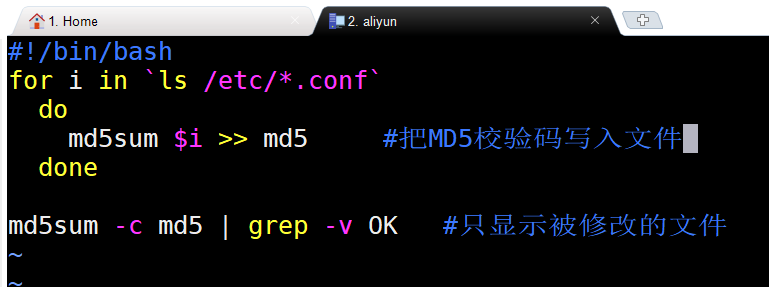 1. Home
2. aliyun
#!/bin/bash
for i in `ls /etc/*.conf`
  do
    md5sum $i >> md5     #把MD5校验码写入文件
  done

md5sum -c md5 | grep -v OK   #只显示被修改的文件
~
~